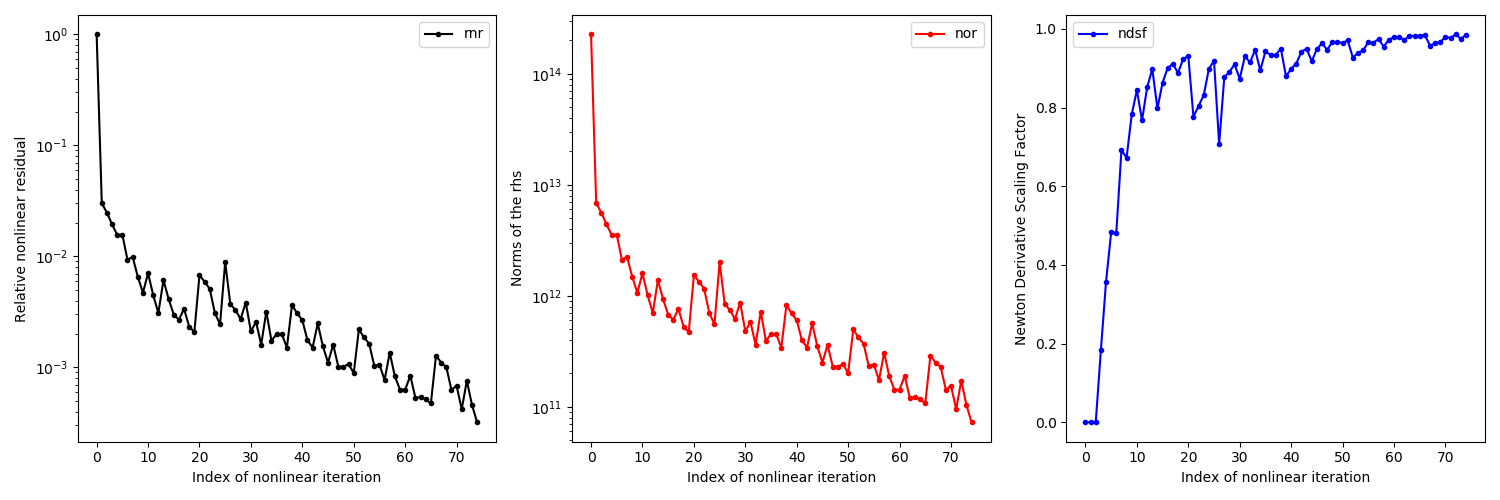 Relative nonlinear residual
10⁰
10⁻¹
10⁻²
10⁻³
0 10 20 30 40 50 60 70
Index of nonlinear iteration
rnr
Norms of the rhs
10¹⁴
10¹³
10¹²
10¹¹
0 10 20 30 40 50 60 70
Index of nonlinear iteration
nor
Newton Derivative Scaling Factor
1.0
0.8
0.6
0.4
0.2
0.0
0 10 20 30 40 50 60 70
Index of nonlinear iteration
ndsf